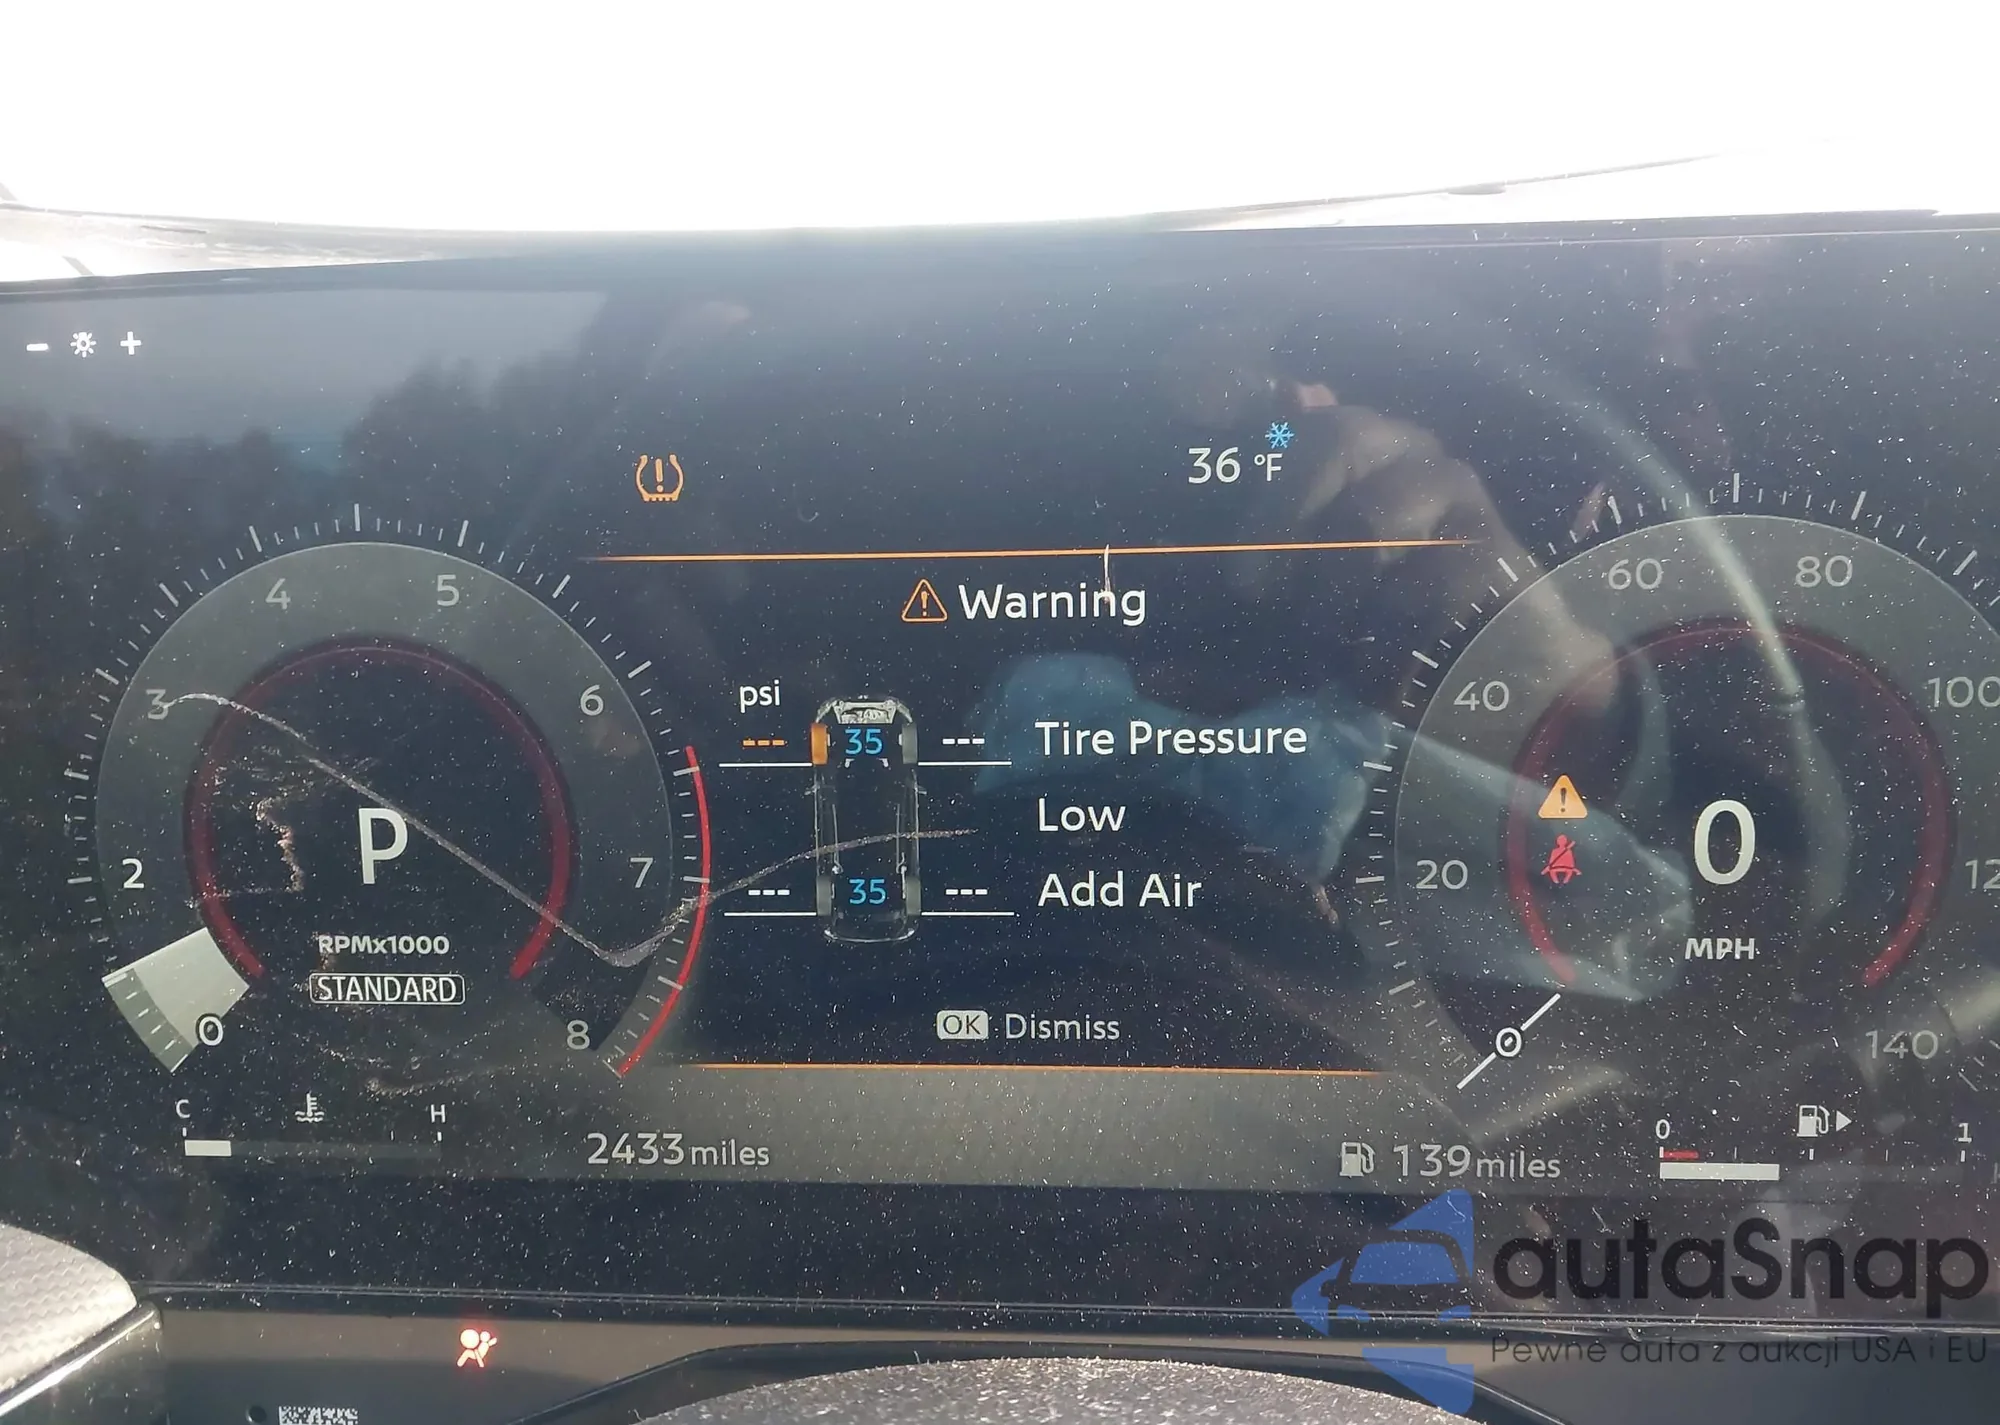 - +
36 °F
Warning
psi
--- 35 --- Tire Pressure
Low
--- 35 --- Add Air
OK Dismiss
2 3 4 5 6 7 8
0
P
RPMx1000
STANDARD
C H
2433 miles
20 40 60 80 100 12 140
0
0
MPH
139 miles
0 1
autaSnap
Pewne auta z aukcji USA i EU